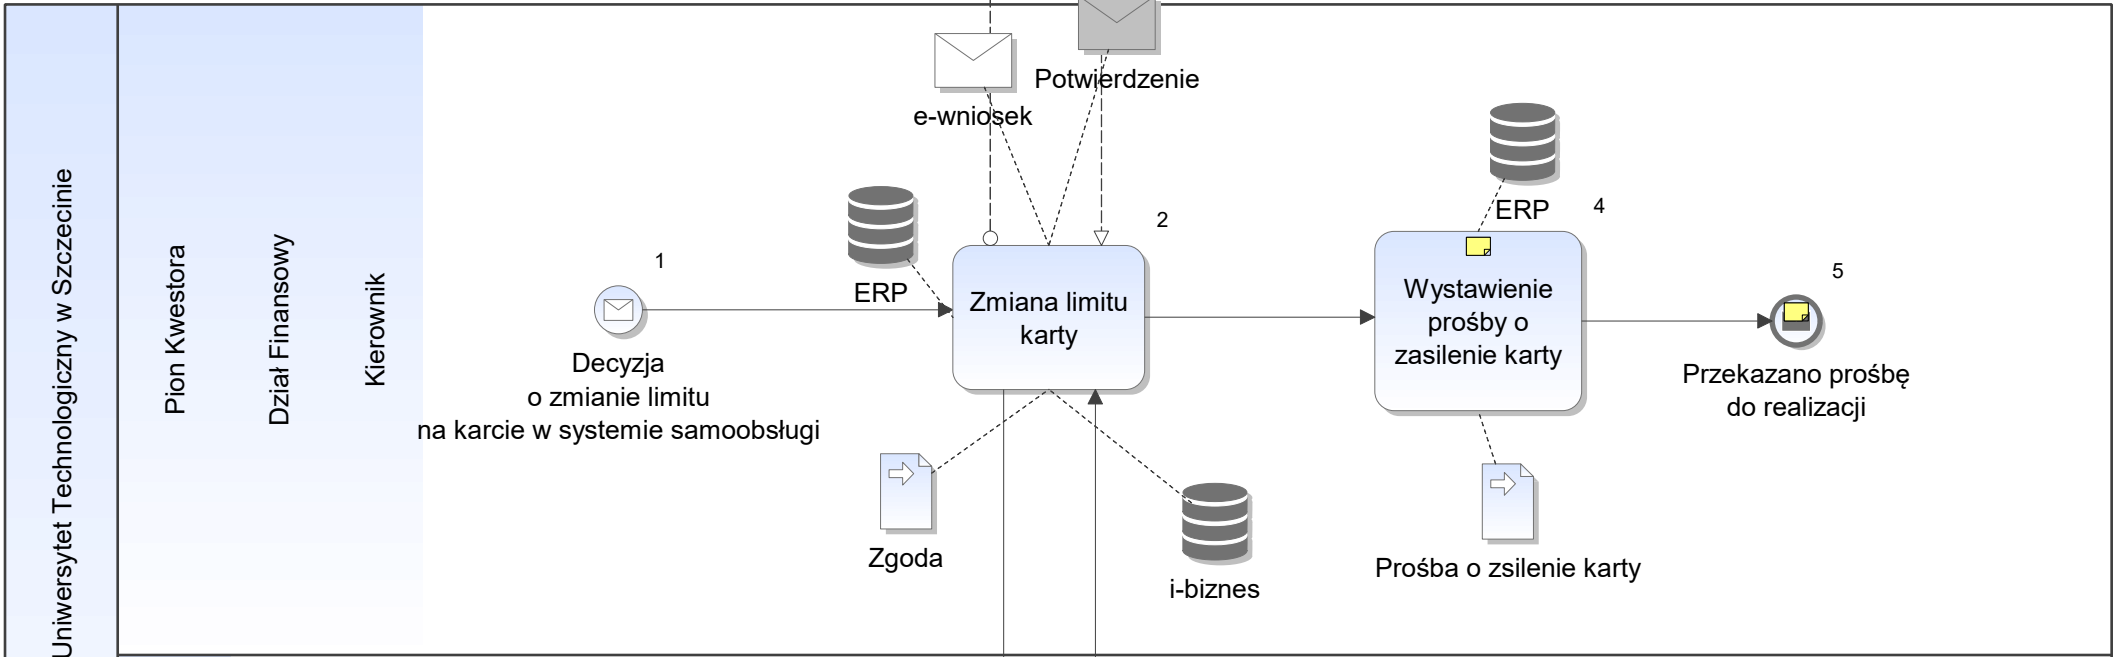 Uniwersytet Technologiczny w Szczecinie
Pion Kwestora
Dział Finansowy
Kierownik
Potwierdzenie
e-wniosek
1
Decyzja
o zmianie limitu
na karcie w systemie samoobsługi
ERP
2
Zmiana limitu
karty
Zgoda
i-biznes
ERP
4
Wystawienie
prośby o
zasilenie karty
Prośba o zsilenie karty
5
Przekazano prośbę
do realizacji